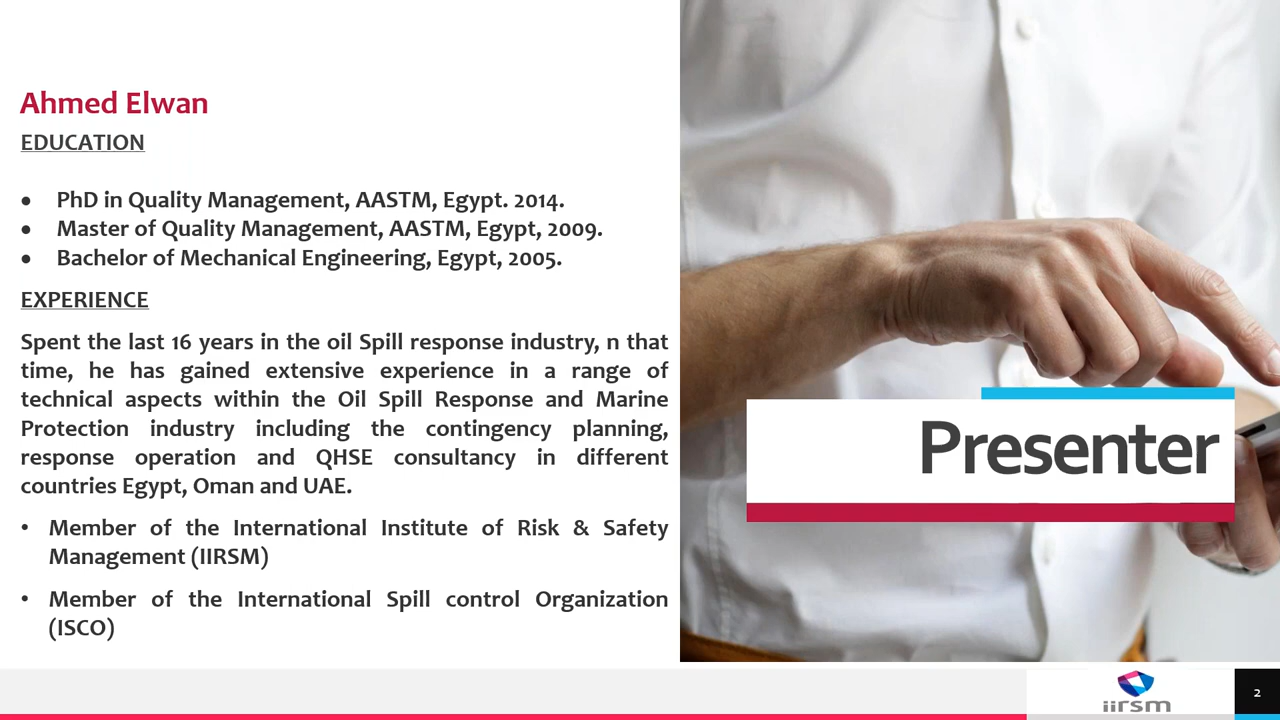 Ahmed Elwan
EDUCATION
• PhD in Quality Management, AASTM, Egypt. 2014.
• Master of Quality Management, AASTM, Egypt, 2009.
• Bachelor of Mechanical Engineering, Egypt, 2005.
EXPERIENCE
Spent the last 16 years in the oil Spill response industry, n that
time, he has gained extensive experience in a range of
technical aspects within the Oil Spill Response and Marine
Protection industry including the contingency planning,
response operation and QHSE consultancy in different
countries Egypt, Oman and UAE.
• Member of the International Institute of Risk & Safety
Management (IIRSM)
• Member of the International Spill control Organization
(ISCO)
Presenter
iirsm
2